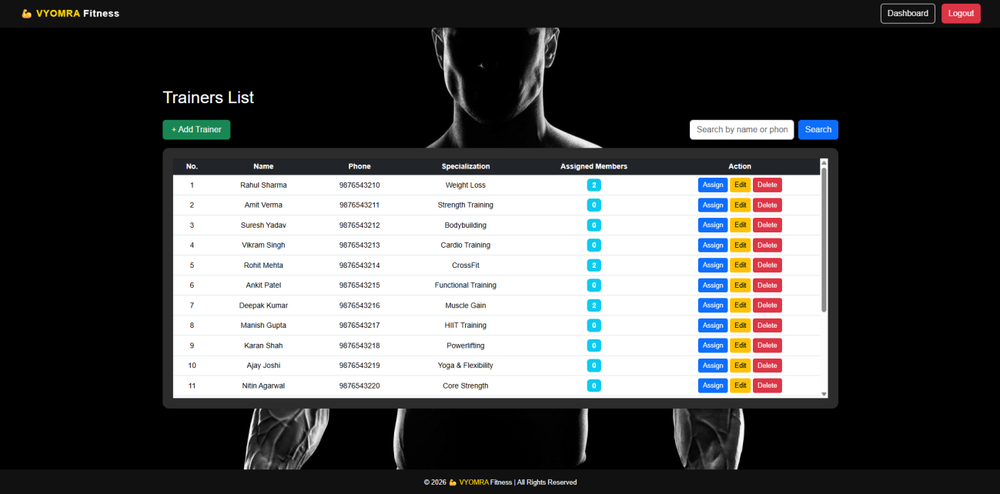 💪 VYOMRA Fitness Dashboard Logout
Trainers List
+ Add Trainer Search by name or phon Search
No. Name Phone Specialization Assigned Members Action
1 Rahul Sharma 9876543210 Weight Loss 2 Assign Edit Delete
2 Amit Verma 9876543211 Strength Training 0 Assign Edit Delete
3 Suresh Yadav 9876543212 Bodybuilding 0 Assign Edit Delete
4 Vikram Singh 9876543213 Cardio Training 0 Assign Edit Delete
5 Rohit Mehta 9876543214 CrossFit 2 Assign Edit Delete
6 Ankit Patel 9876543215 Functional Training 0 Assign Edit Delete
7 Deepak Kumar 9876543216 Muscle Gain 2 Assign Edit Delete
8 Manish Gupta 9876543217 HIIT Training 0 Assign Edit Delete
9 Karan Shah 9876543218 Powerlifting 0 Assign Edit Delete
10 Ajay Joshi 9876543219 Yoga & Flexibility 0 Assign Edit Delete
11 Nitin Agarwal 9876543220 Core Strength 0 Assign Edit Delete
© 2026 💪 VYOMRA Fitness | All Rights Reserved